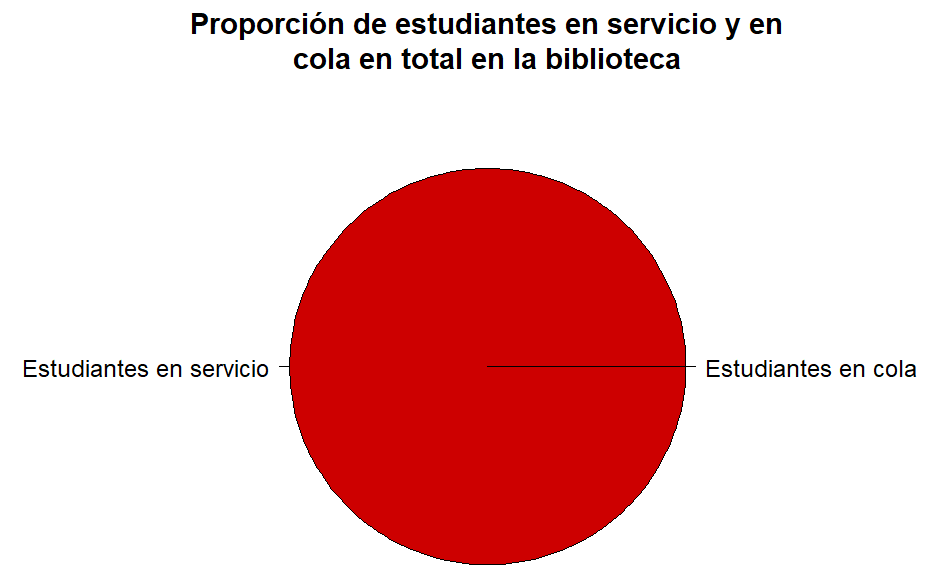 Proporción de estudiantes en servicio y en
cola en total en la biblioteca
Estudiantes en servicio
Estudiantes en cola